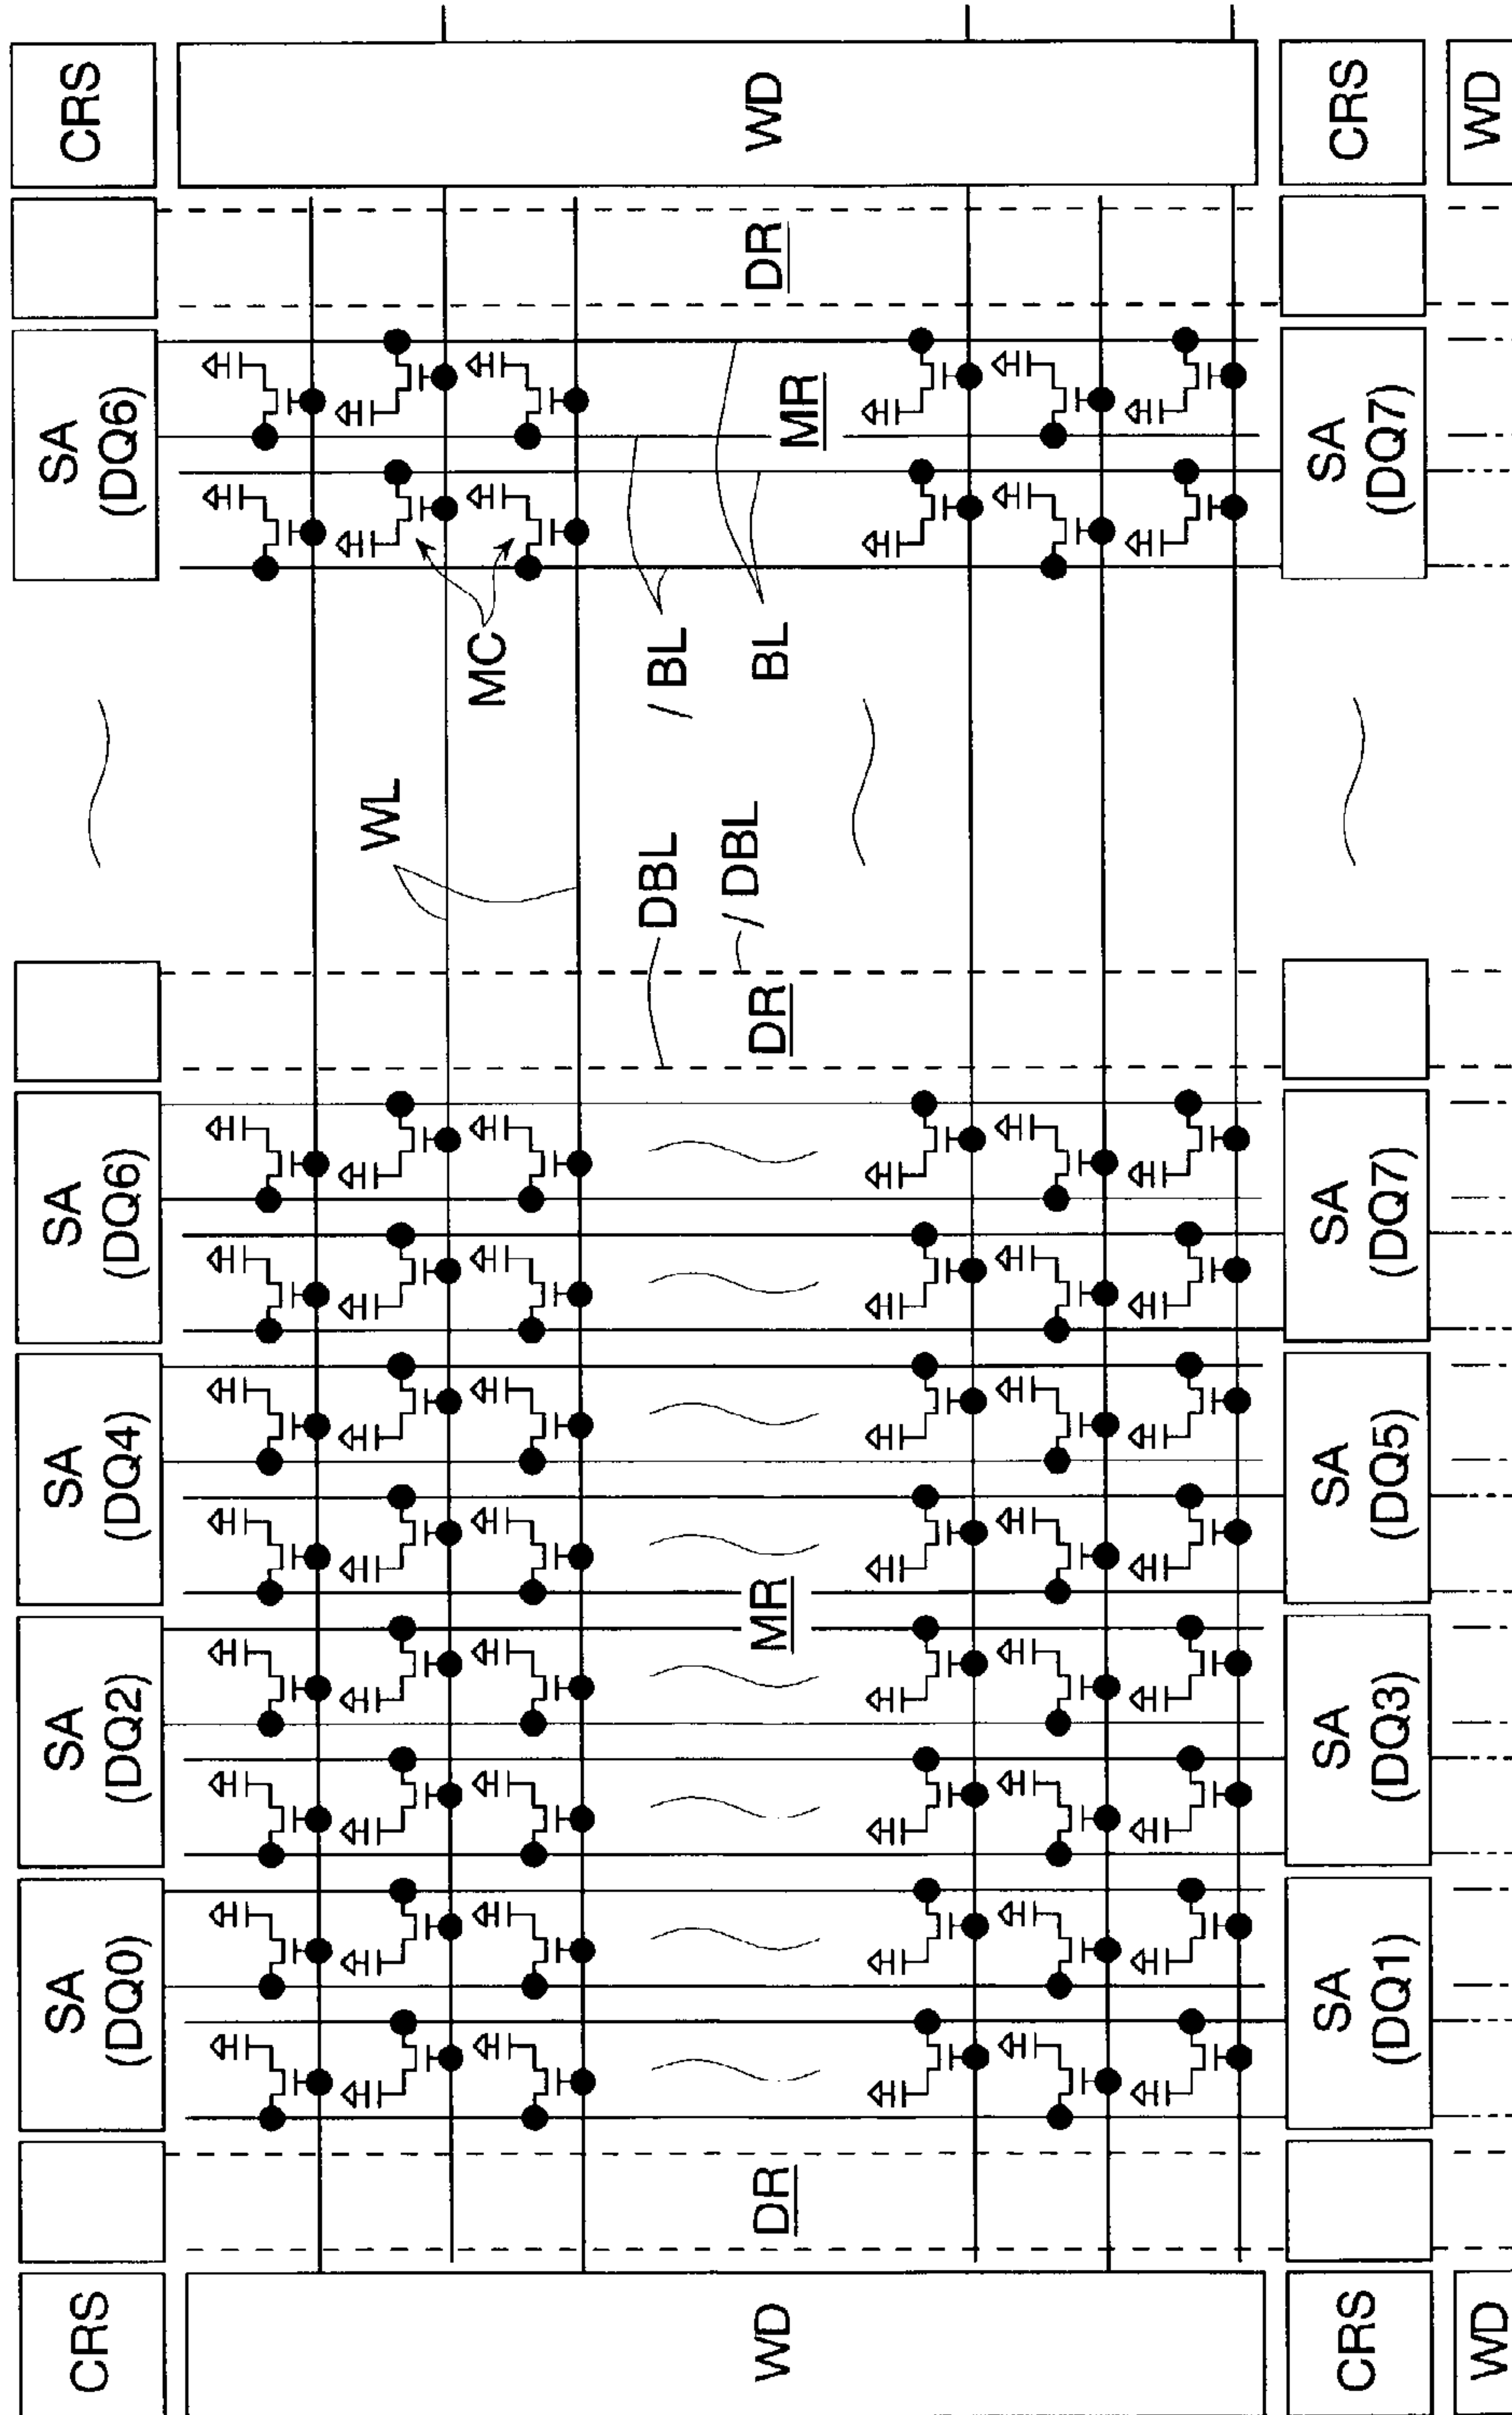 CRS
SA
(DQ0)
SA
(DQ2)
SA
(DQ4)
SA
(DQ6)
SA
(DQ6)
CRS
WL
MC
DBL
/ BL
/ DBL
BL
WD
DR
MR
DR
MR
DR
WD
CRS
SA
(DQ1)
SA
(DQ3)
SA
(DQ5)
SA
(DQ7)
SA
(DQ7)
CRS
WD
WD